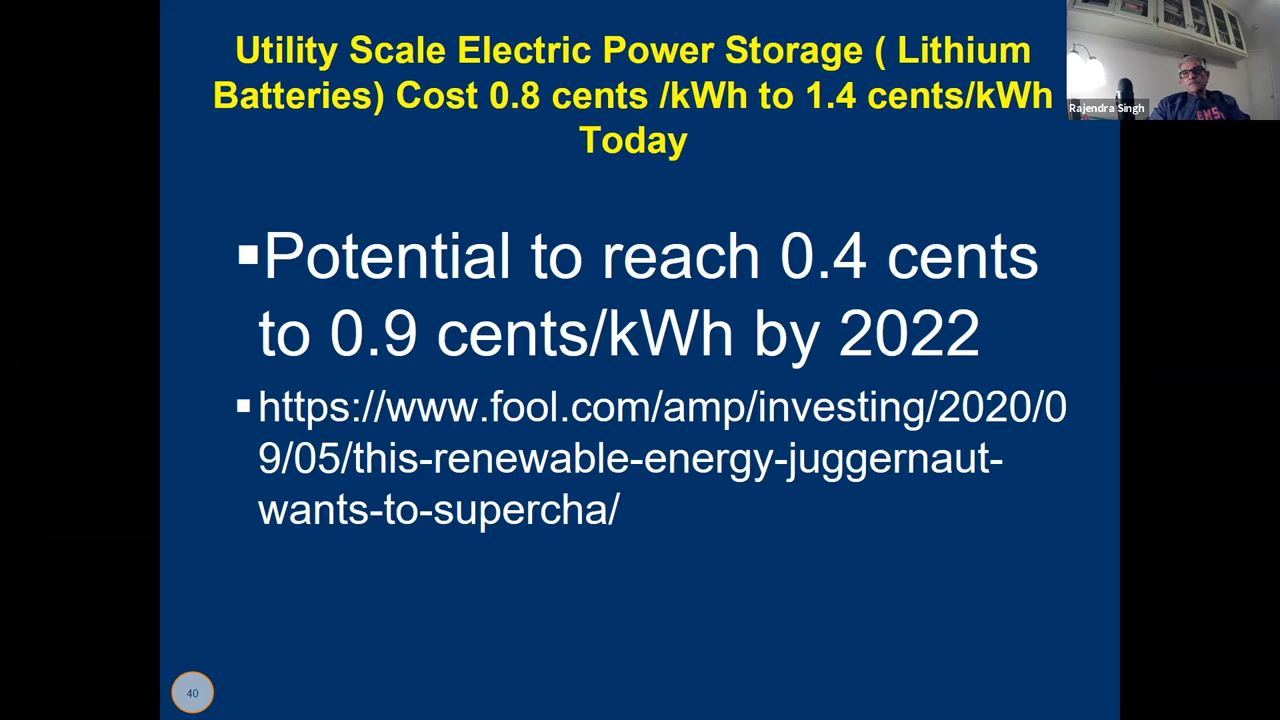 Utility Scale Electric Power Storage ( Lithium
Batteries) Cost 0.8 cents /kWh to 1.4 cents/kWh
Today
Rajendra Singh
▪Potential to reach 0.4 cents
to 0.9 cents/kWh by 2022
▪https://www.fool.com/amp/investing/2020/0
9/05/this-renewable-energy-juggernaut-
wants-to-supercha/
40